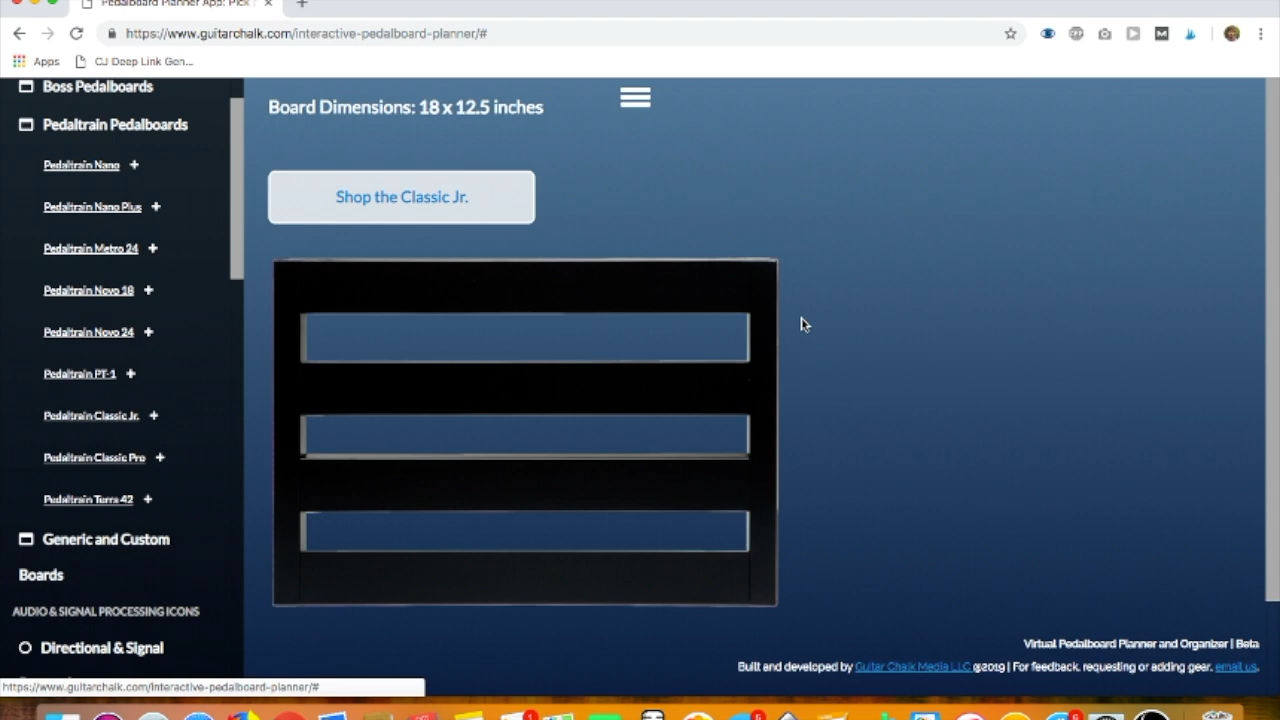 Pedalboard Planner App: Pick
https://www.guitarchalk.com/interactive-pedalboard-planner/#
Apps
CJ Deep Link Gen...
Boss Pedalboards
Pedaltrain Pedalboards
Pedaltrain Nano +
Pedaltrain Nano Plus +
Pedaltrain Metro 24 +
Pedaltrain Novo 18 +
Pedaltrain Novo 24 +
Pedaltrain PT-1 +
Pedaltrain Classic Jr. +
Pedaltrain Classic Pro +
Pedaltrain Terra 42 +
Generic and Custom
Boards
AUDIO & SIGNAL PROCESSING ICONS
Directional & Signal
https://www.guitarchalk.com/interactive-pedalboard-planner/#
Board Dimensions: 18 x 12.5 inches
Shop the Classic Jr.
Virtual Pedalboard Planner and Organizer | Beta
Built and developed by Guitar Chalk Media LLC @2019 | For feedback, requesting or adding gear, email us.